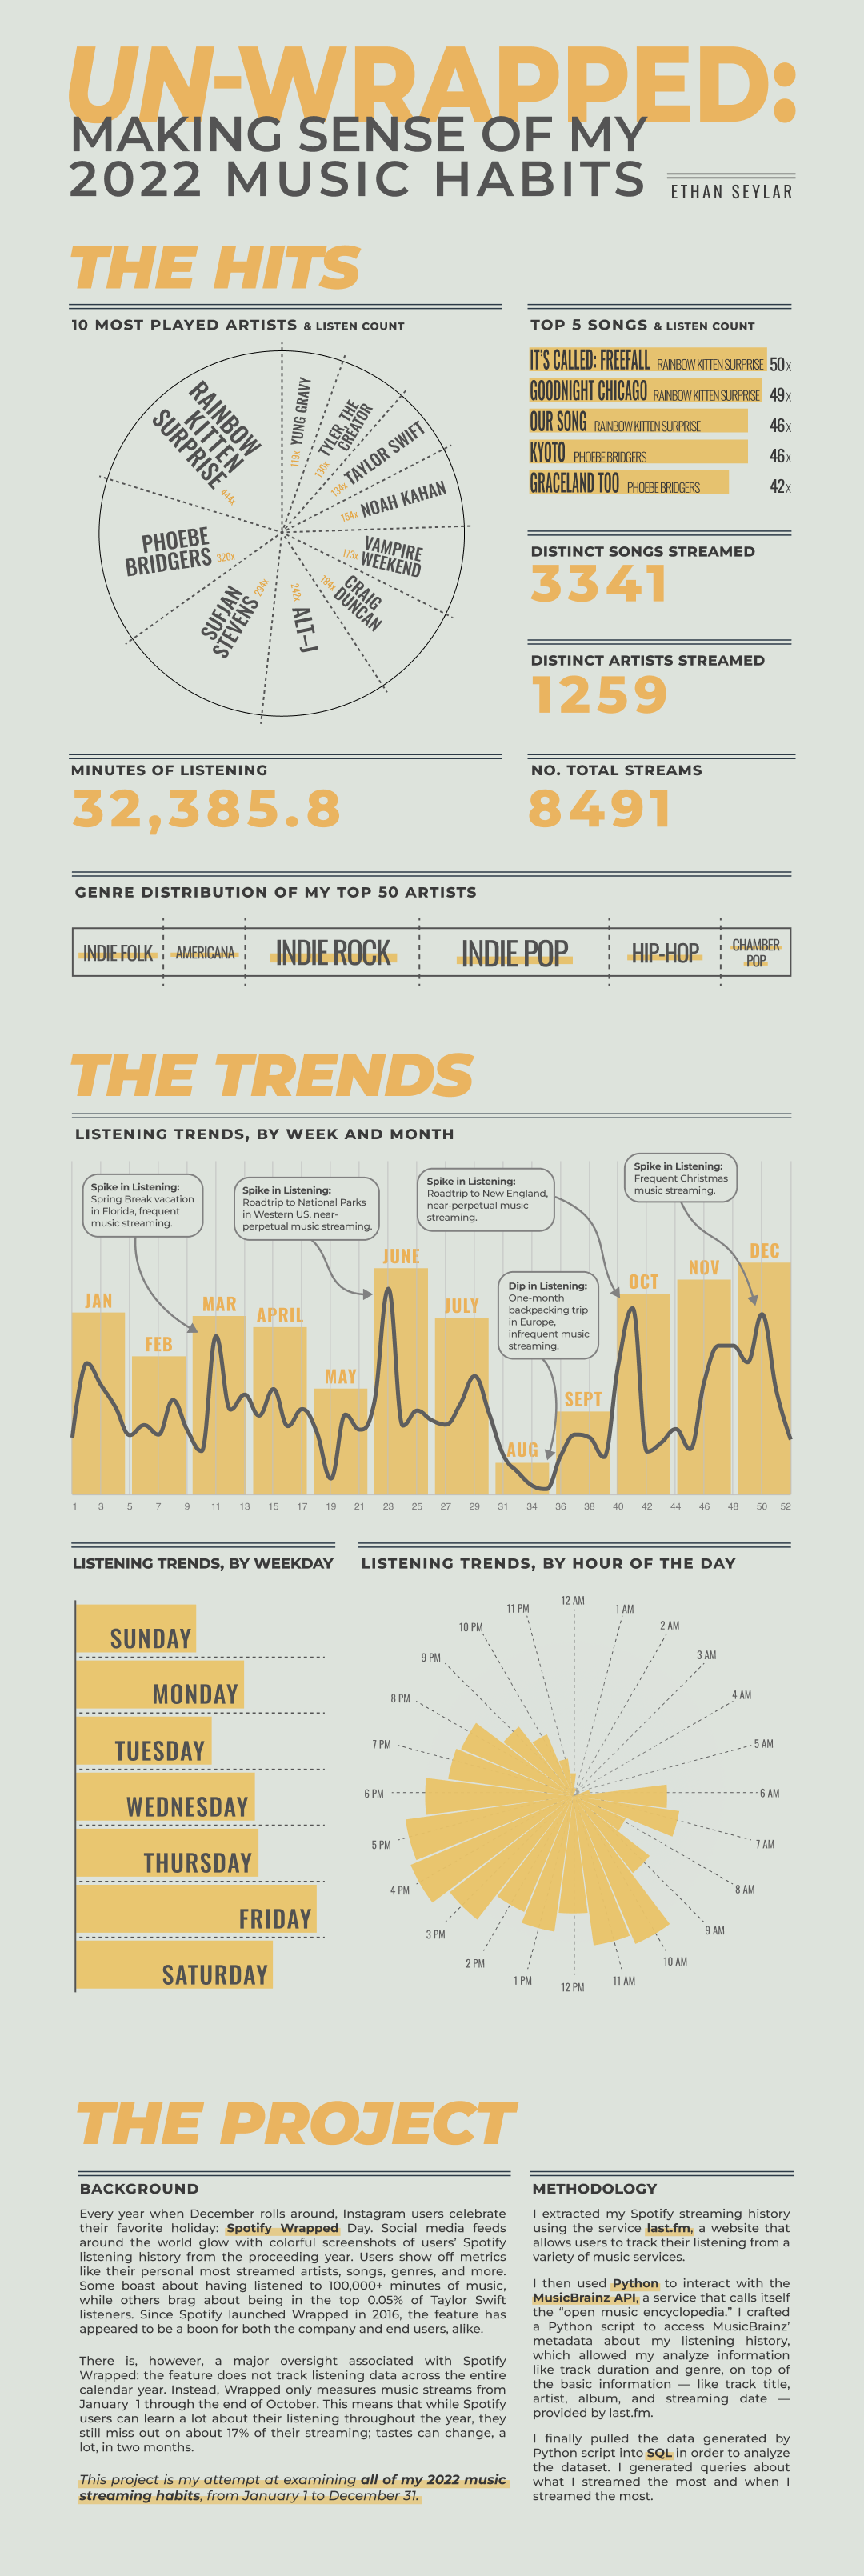 UN-WRAPPED:
MAKING SENSE OF MY
2022 MUSIC HABITS
ETHAN SEYLAR
THE HITS
10 MOST PLAYED ARTISTS & LISTEN COUNT
RAINBOW
KITTEN
SURPRISE
444x
YUNG GRAVY
119x
TYLER, THE
CREATOR
130x
TAYLOR SWIFT
134x
NOAH KAHAN
154x
VAMPIRE
WEEKEND
173x
CRAIG
DUNCAN
184x
ALT-J
242x
SUFJAN
STEVENS
294x
PHOEBE
BRIDGERS
320x
TOP 5 SONGS & LISTEN COUNT
IT'S CALLED: FREEFALL RAINBOW KITTEN SURPRISE 50X
GOODNIGHT CHICAGO RAINBOW KITTEN SURPRISE 49X
OUR SONG RAINBOW KITTEN SURPRISE 46X
KYOTO PHOEBE BRIDGERS 46X
GRACELAND TOO PHOEBE BRIDGERS 42X
DISTINCT SONGS STREAMED
3341
DISTINCT ARTISTS STREAMED
1259
MINUTES OF LISTENING
32,385.8
NO. TOTAL STREAMS
8491
GENRE DISTRIBUTION OF MY TOP 50 ARTISTS
INDIE FOLK
AMERICANA
INDIE ROCK
INDIE POP
HIP-HOP
CHAMBER
POP
THE TRENDS
LISTENING TRENDS, BY WEEK AND MONTH
Spike in Listening:
Spring Break vacation
in Florida, frequent
music streaming.
Spike in Listening:
Roadtrip to National Parks
in Western US, near-
perpetual music streaming.
Spike in Listening:
Roadtrip to New England,
near-perpetual music
streaming.
Spike in Listening:
Frequent Christmas
music streaming.
Dip in Listening:
One-month
backpacking trip
in Europe,
infrequent music
streaming.
JAN
FEB
MAR
APRIL
MAY
JUNE
JULY
AUG
SEPT
OCT
NOV
DEC
1 3 5 7 9 11 13 15 17 19 21 23 25 27 29 31 34 36 38 40 42 44 46 48 50 52
LISTENING TRENDS, BY WEEKDAY
SUNDAY
MONDAY
TUESDAY
WEDNESDAY
THURSDAY
FRIDAY
SATURDAY
LISTENING TRENDS, BY HOUR OF THE DAY
12 AM
1 AM
2 AM
3 AM
4 AM
5 AM
6 AM
7 AM
8 AM
9 AM
10 AM
11 AM
12 PM
1 PM
2 PM
3 PM
4 PM
5 PM
6 PM
7 PM
8 PM
9 PM
10 PM
11 PM
THE PROJECT
BACKGROUND
Every year when December rolls around, Instagram users celebrate
their favorite holiday: Spotify Wrapped Day. Social media feeds
around the world glow with colorful screenshots of users' Spotify
listening history from the proceeding year. Users show off metrics
like their personal most streamed artists, songs, genres, and more.
Some boast about having listened to 100,000+ minutes of music,
while others brag about being in the top 0.05% of Taylor Swift
listeners. Since Spotify launched Wrapped in 2016, the feature has
appeared to be a boon for both the company and end users, alike.
There is, however, a major oversight associated with Spotify
Wrapped: the feature does not track listening data across the entire
calendar year. Instead, Wrapped only measures music streams from
January 1 through the end of October. This means that while Spotify
users can learn a lot about their listening throughout the year, they
still miss out on about 17% of their streaming; tastes can change, a
lot, in two months.
This project is my attempt at examining all of my 2022 music
streaming habits, from January 1 to December 31.
METHODOLOGY
I extracted my Spotify streaming history
using the service last.fm, a website that
allows users to track their listening from a
variety of music services.
I then used Python to interact with the
MusicBrainz API, a service that calls itself
the "open music encyclopedia." I crafted
a Python script to access MusicBrainz'
metadata about my listening history,
which allowed my analyze information
like track duration and genre, on top of
the basic information — like track title,
artist, album, and streaming date —
provided by last.fm.
I finally pulled the data generated by
Python script into SQL in order to analyze
the dataset. I generated queries about
what I streamed the most and when I
streamed the most.